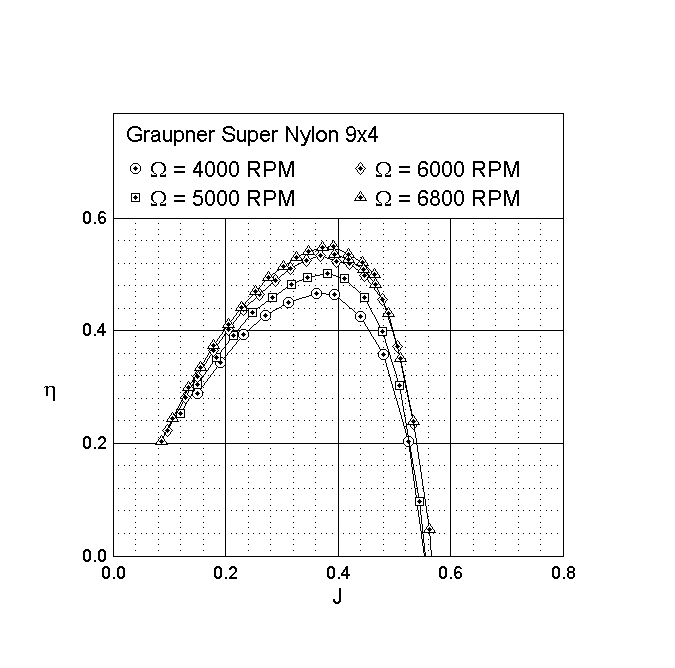 Graupner Super Nylon 9x4
Ω = 4000 RPM Ω = 6000 RPM
Ω = 5000 RPM Ω = 6800 RPM
0.6
0.4
η
0.2
0.0
0.0 0.2 0.4 0.6 0.8
J